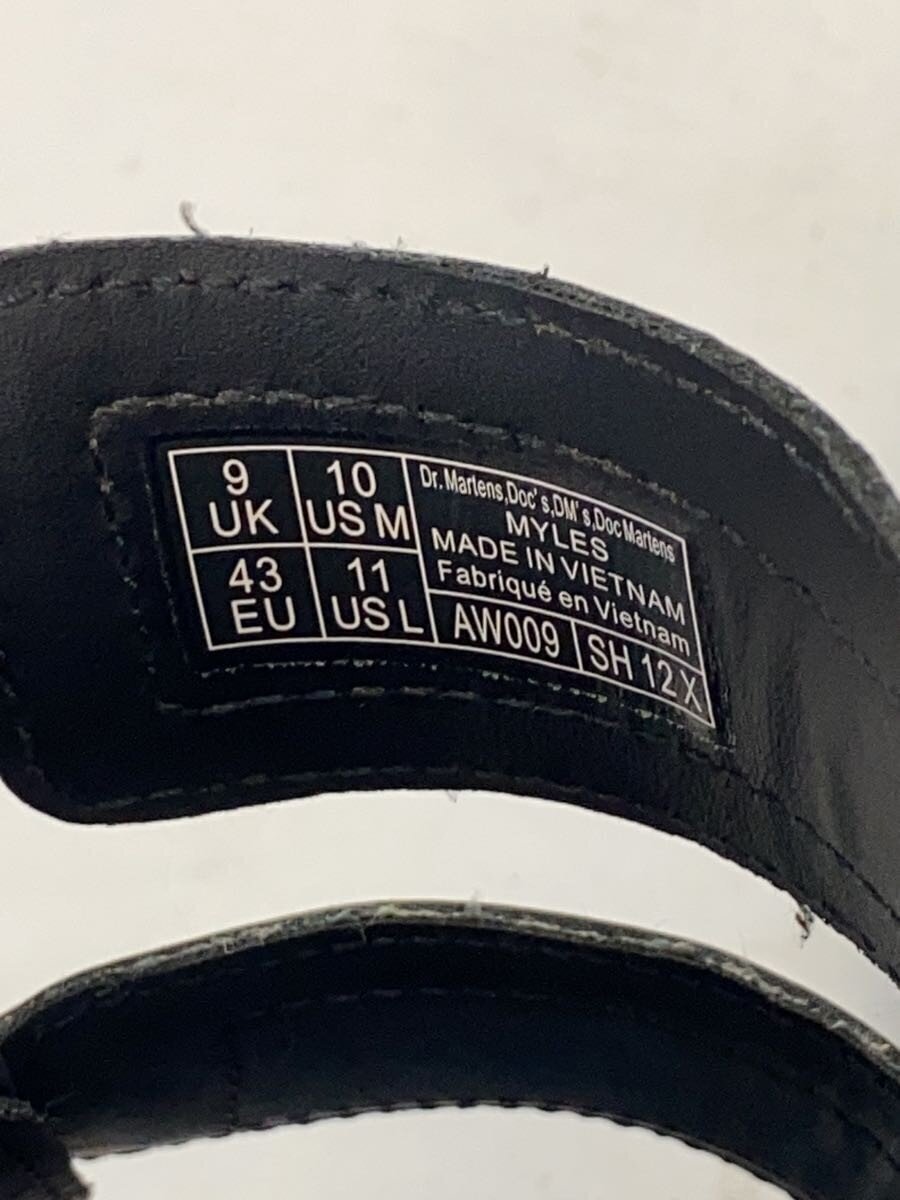 9
UK
10
US M
43
EU
11
US L
Dr.Martens,Doc's,DM's,Doc Martens
MYLES
MADE IN VIETNAM
Fabriqué en Vietnam
AW009
SH 12 X